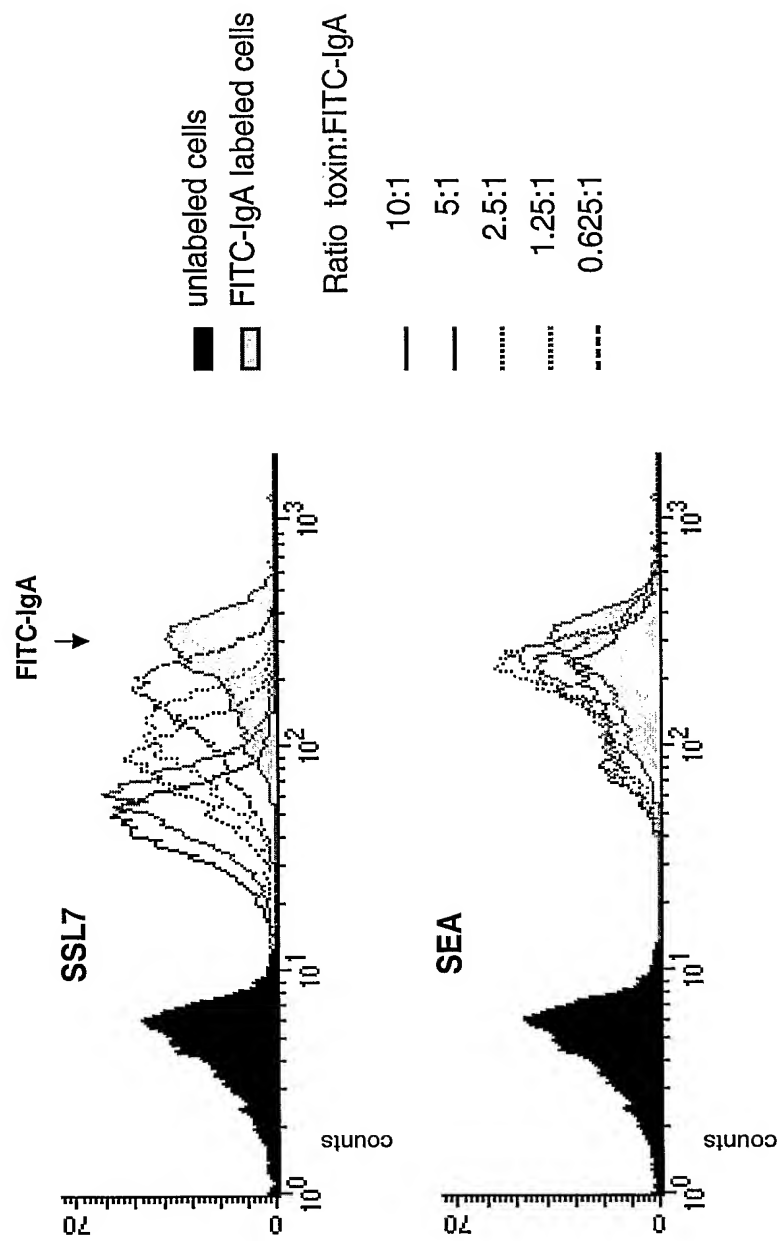 FITC-IgA
SSL7
70
0
counts
10^0
10^1
10^2
10^3
SEA
70
0
counts
10^0
10^1
10^2
10^3
unlabeled cells
FITC-IgA labeled cells
Ratio toxin:FITC-IgA
10:1
5:1
2.5:1
1.25:1
0.625:1